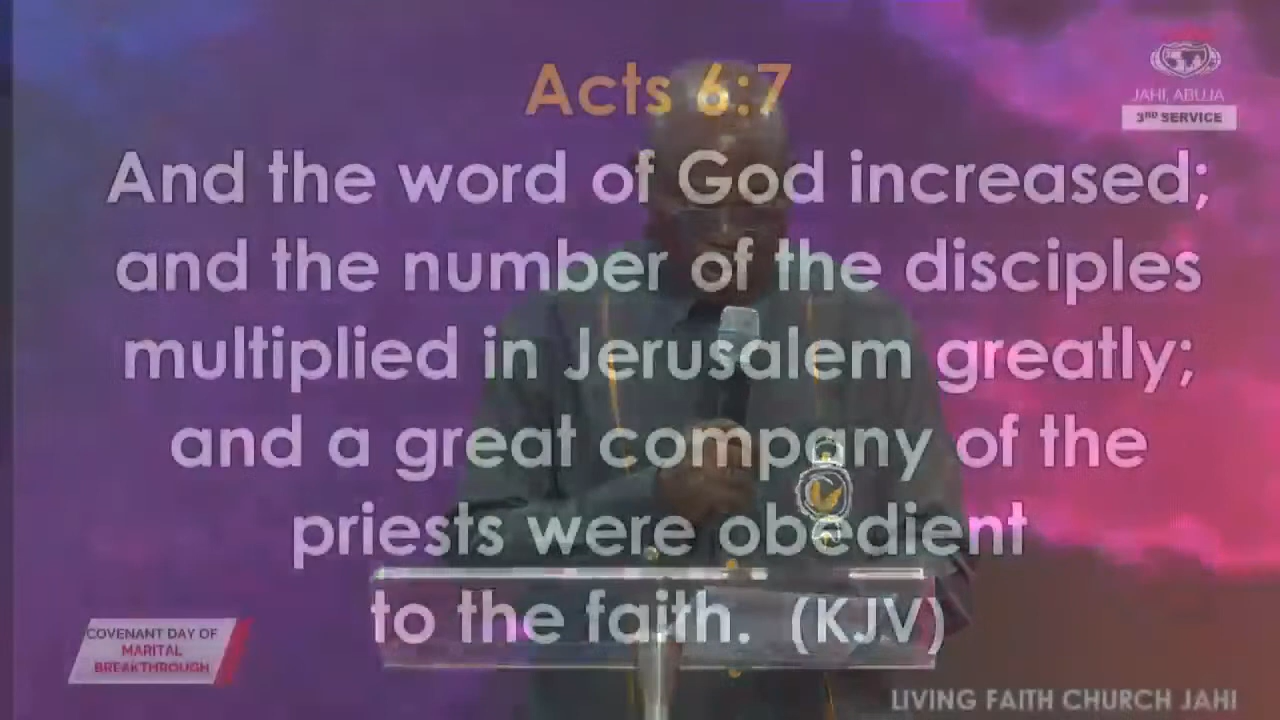 Acts 6:7
And the word of God increased;
and the number of the disciples
multiplied in Jerusalem greatly;
and a great company of the
priests were obedient
to the faith. (KJV)
JAHI, ABUJA
3RD SERVICE
COVENANT DAY OF
MARITAL
BREAKTHROUGH
LIVING FAITH CHURCH JAHI